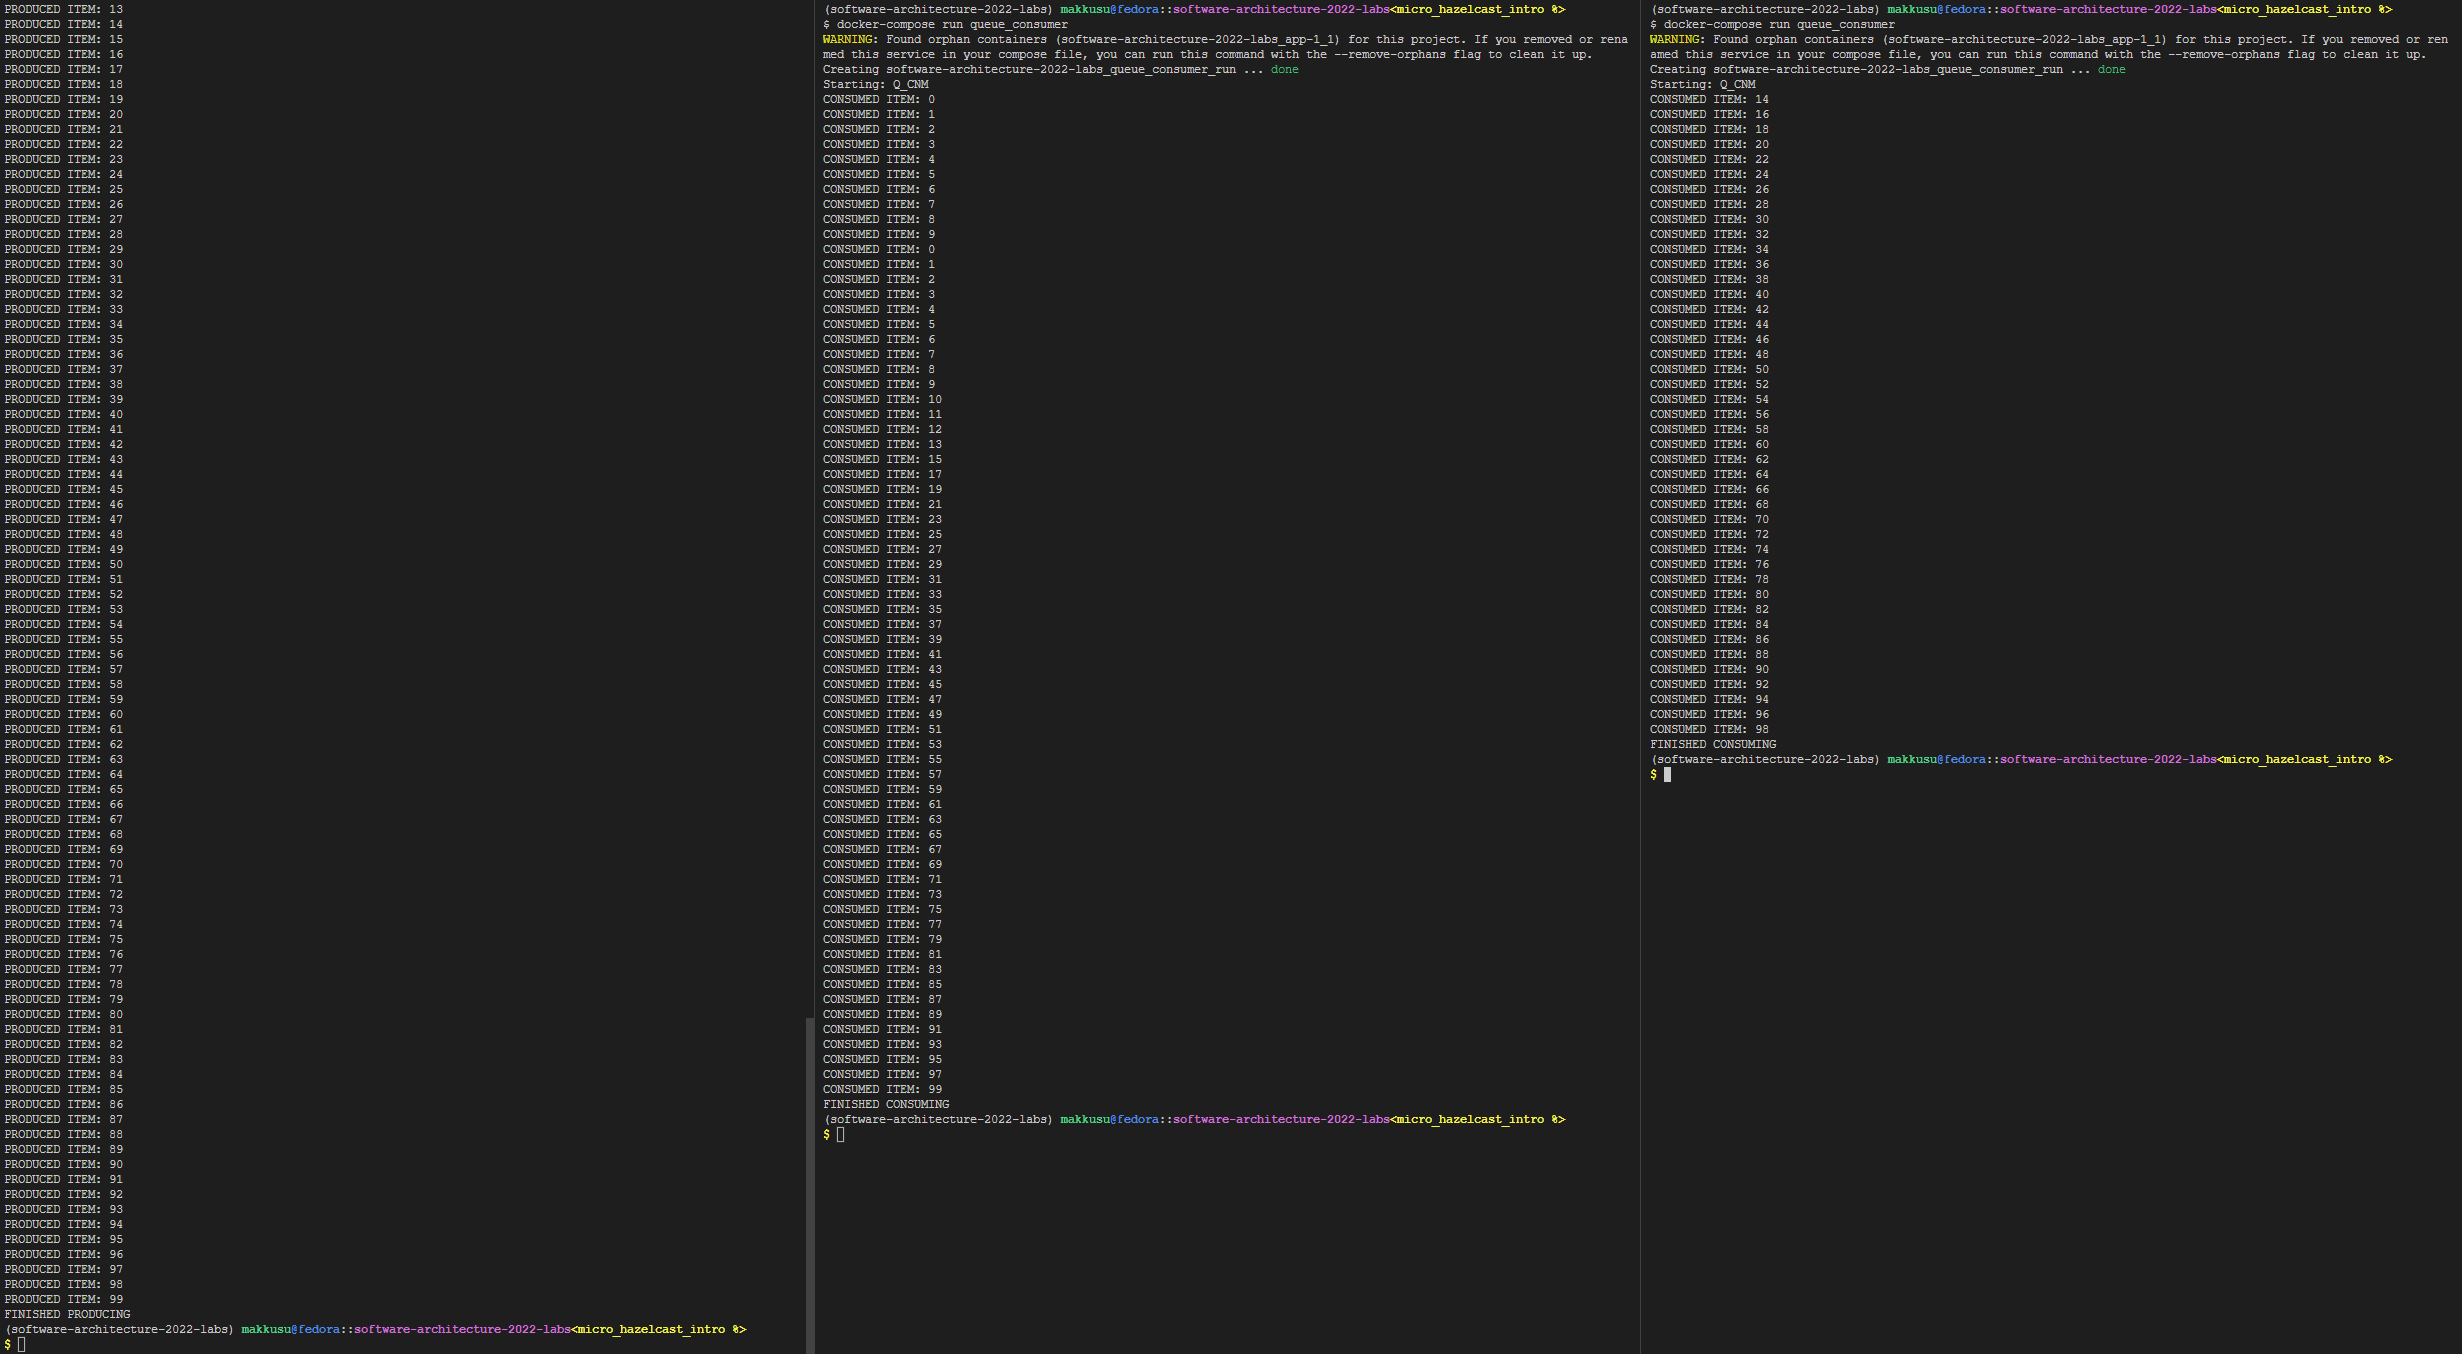 PRODUCED ITEM: 13
PRODUCED ITEM: 14
PRODUCED ITEM: 15
PRODUCED ITEM: 16
PRODUCED ITEM: 17
PRODUCED ITEM: 18
PRODUCED ITEM: 19
PRODUCED ITEM: 20
PRODUCED ITEM: 21
PRODUCED ITEM: 22
PRODUCED ITEM: 23
PRODUCED ITEM: 24
PRODUCED ITEM: 25
PRODUCED ITEM: 26
PRODUCED ITEM: 27
PRODUCED ITEM: 28
PRODUCED ITEM: 29
PRODUCED ITEM: 30
PRODUCED ITEM: 31
PRODUCED ITEM: 32
PRODUCED ITEM: 33
PRODUCED ITEM: 34
PRODUCED ITEM: 35
PRODUCED ITEM: 36
PRODUCED ITEM: 37
PRODUCED ITEM: 38
PRODUCED ITEM: 39
PRODUCED ITEM: 40
PRODUCED ITEM: 41
PRODUCED ITEM: 42
PRODUCED ITEM: 43
PRODUCED ITEM: 44
PRODUCED ITEM: 45
PRODUCED ITEM: 46
PRODUCED ITEM: 47
PRODUCED ITEM: 48
PRODUCED ITEM: 49
PRODUCED ITEM: 50
PRODUCED ITEM: 51
PRODUCED ITEM: 52
PRODUCED ITEM: 53
PRODUCED ITEM: 54
PRODUCED ITEM: 55
PRODUCED ITEM: 56
PRODUCED ITEM: 57
PRODUCED ITEM: 58
PRODUCED ITEM: 59
PRODUCED ITEM: 60
PRODUCED ITEM: 61
PRODUCED ITEM: 62
PRODUCED ITEM: 63
PRODUCED ITEM: 64
PRODUCED ITEM: 65
PRODUCED ITEM: 66
PRODUCED ITEM: 67
PRODUCED ITEM: 68
PRODUCED ITEM: 69
PRODUCED ITEM: 70
PRODUCED ITEM: 71
PRODUCED ITEM: 72
PRODUCED ITEM: 73
PRODUCED ITEM: 74
PRODUCED ITEM: 75
PRODUCED ITEM: 76
PRODUCED ITEM: 77
PRODUCED ITEM: 78
PRODUCED ITEM: 79
PRODUCED ITEM: 80
PRODUCED ITEM: 81
PRODUCED ITEM: 82
PRODUCED ITEM: 83
PRODUCED ITEM: 84
PRODUCED ITEM: 85
PRODUCED ITEM: 86
PRODUCED ITEM: 87
PRODUCED ITEM: 88
PRODUCED ITEM: 89
PRODUCED ITEM: 90
PRODUCED ITEM: 91
PRODUCED ITEM: 92
PRODUCED ITEM: 93
PRODUCED ITEM: 94
PRODUCED ITEM: 95
PRODUCED ITEM: 96
PRODUCED ITEM: 97
PRODUCED ITEM: 98
PRODUCED ITEM: 99
FINISHED PRODUCING
(software-architecture-2022-labs) makkusu@fedora::software-architecture-2022-labs<micro_hazelcast_intro %>
$
(software-architecture-2022-labs) makkusu@fedora::software-architecture-2022-labs<micro_hazelcast_intro %>
$ docker-compose run queue_consumer
WARNING: Found orphan containers (software-architecture-2022-labs_app-1_1) for this project. If you removed or rena
med this service in your compose file, you can run this command with the --remove-orphans flag to clean it up.
Creating software-architecture-2022-labs_queue_consumer_run ... done
Starting: Q_CNM
CONSUMED ITEM: 0
CONSUMED ITEM: 1
CONSUMED ITEM: 2
CONSUMED ITEM: 3
CONSUMED ITEM: 4
CONSUMED ITEM: 5
CONSUMED ITEM: 6
CONSUMED ITEM: 7
CONSUMED ITEM: 8
CONSUMED ITEM: 9
CONSUMED ITEM: 0
CONSUMED ITEM: 1
CONSUMED ITEM: 2
CONSUMED ITEM: 3
CONSUMED ITEM: 4
CONSUMED ITEM: 5
CONSUMED ITEM: 6
CONSUMED ITEM: 7
CONSUMED ITEM: 8
CONSUMED ITEM: 9
CONSUMED ITEM: 10
CONSUMED ITEM: 11
CONSUMED ITEM: 12
CONSUMED ITEM: 13
CONSUMED ITEM: 15
CONSUMED ITEM: 17
CONSUMED ITEM: 19
CONSUMED ITEM: 21
CONSUMED ITEM: 23
CONSUMED ITEM: 25
CONSUMED ITEM: 27
CONSUMED ITEM: 29
CONSUMED ITEM: 31
CONSUMED ITEM: 33
CONSUMED ITEM: 35
CONSUMED ITEM: 37
CONSUMED ITEM: 39
CONSUMED ITEM: 41
CONSUMED ITEM: 43
CONSUMED ITEM: 45
CONSUMED ITEM: 47
CONSUMED ITEM: 49
CONSUMED ITEM: 51
CONSUMED ITEM: 53
CONSUMED ITEM: 55
CONSUMED ITEM: 57
CONSUMED ITEM: 59
CONSUMED ITEM: 61
CONSUMED ITEM: 63
CONSUMED ITEM: 65
CONSUMED ITEM: 67
CONSUMED ITEM: 69
CONSUMED ITEM: 71
CONSUMED ITEM: 73
CONSUMED ITEM: 75
CONSUMED ITEM: 77
CONSUMED ITEM: 79
CONSUMED ITEM: 81
CONSUMED ITEM: 83
CONSUMED ITEM: 85
CONSUMED ITEM: 87
CONSUMED ITEM: 89
CONSUMED ITEM: 91
CONSUMED ITEM: 93
CONSUMED ITEM: 95
CONSUMED ITEM: 97
CONSUMED ITEM: 99
FINISHED CONSUMING
(software-architecture-2022-labs) makkusu@fedora::software-architecture-2022-labs<micro_hazelcast_intro %>
$
(software-architecture-2022-labs) makkusu@fedora::software-architecture-2022-labs<micro_hazelcast_intro %>
$ docker-compose run queue_consumer
WARNING: Found orphan containers (software-architecture-2022-labs_app-1_1) for this project. If you removed or ren
amed this service in your compose file, you can run this command with the --remove-orphans flag to clean it up.
Creating software-architecture-2022-labs_queue_consumer_run ... done
Starting: Q_CNM
CONSUMED ITEM: 14
CONSUMED ITEM: 16
CONSUMED ITEM: 18
CONSUMED ITEM: 20
CONSUMED ITEM: 22
CONSUMED ITEM: 24
CONSUMED ITEM: 26
CONSUMED ITEM: 28
CONSUMED ITEM: 30
CONSUMED ITEM: 32
CONSUMED ITEM: 34
CONSUMED ITEM: 36
CONSUMED ITEM: 38
CONSUMED ITEM: 40
CONSUMED ITEM: 42
CONSUMED ITEM: 44
CONSUMED ITEM: 46
CONSUMED ITEM: 48
CONSUMED ITEM: 50
CONSUMED ITEM: 52
CONSUMED ITEM: 54
CONSUMED ITEM: 56
CONSUMED ITEM: 58
CONSUMED ITEM: 60
CONSUMED ITEM: 62
CONSUMED ITEM: 64
CONSUMED ITEM: 66
CONSUMED ITEM: 68
CONSUMED ITEM: 70
CONSUMED ITEM: 72
CONSUMED ITEM: 74
CONSUMED ITEM: 76
CONSUMED ITEM: 78
CONSUMED ITEM: 80
CONSUMED ITEM: 82
CONSUMED ITEM: 84
CONSUMED ITEM: 86
CONSUMED ITEM: 88
CONSUMED ITEM: 90
CONSUMED ITEM: 92
CONSUMED ITEM: 94
CONSUMED ITEM: 96
CONSUMED ITEM: 98
FINISHED CONSUMING
(software-architecture-2022-labs) makkusu@fedora::software-architecture-2022-labs<micro_hazelcast_intro %>
$